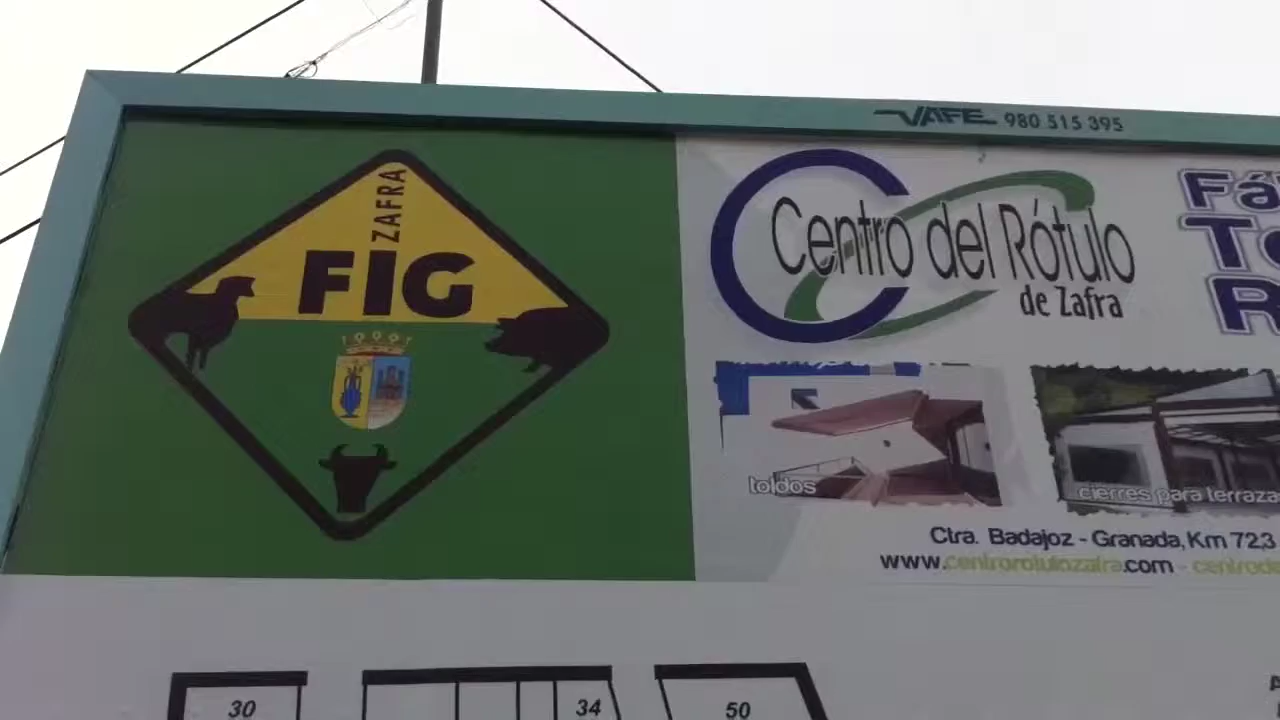 VAFE 980 515 395
ZAFRA
FIG
Centro del Rótulo
de Zafra
toldos
cierres para terraza
Ctra. Badajoz - Granada, Km 72,3
www.centrorotulozafra.com -
30
34
50